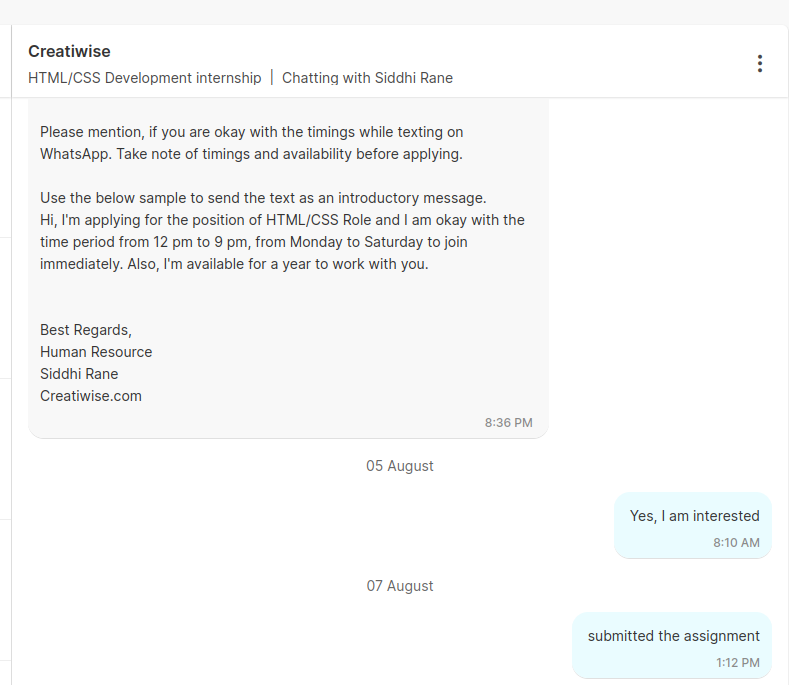 Creatiwise
HTML/CSS Development internship | Chatting with Siddhi Rane
Please mention, if you are okay with the timings while texting on
WhatsApp. Take note of timings and availability before applying.
Use the below sample to send the text as an introductory message.
Hi, I'm applying for the position of HTML/CSS Role and I am okay with the
time period from 12 pm to 9 pm, from Monday to Saturday to join
immediately. Also, I'm available for a year to work with you.
Best Regards,
Human Resource
Siddhi Rane
Creatiwise.com
8:36 PM
05 August
Yes, I am interested
8:10 AM
07 August
submitted the assignment
1:12 PM